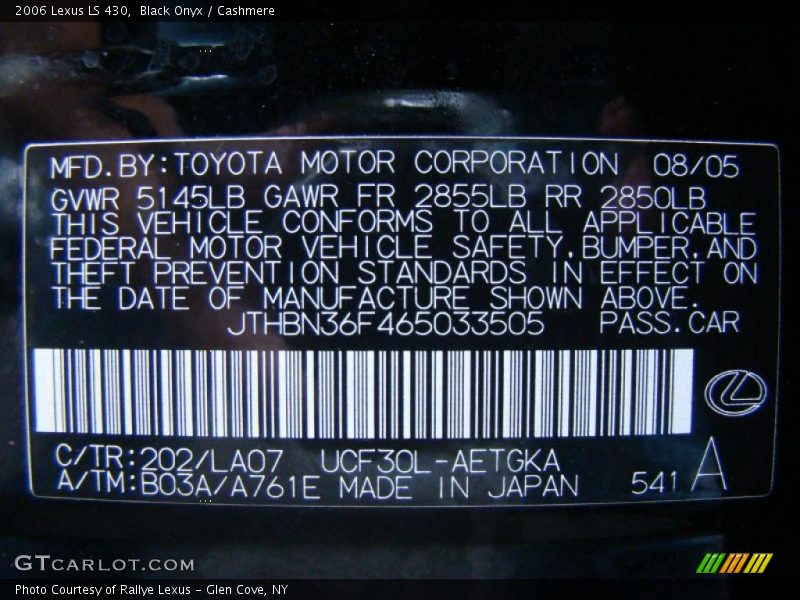 2006 Lexus LS 430,  Black Onyx / Cashmere
MFD.BY:TOYOTA MOTOR CORPORATION 08/05
GVWR 5145LB GAWR FR 2855LB RR 2850LB
THIS VEHICLE CONFORMS TO ALL APPLICABLE
FEDERAL MOTOR VEHICLE SAFETY,BUMPER,AND
THEFT PREVENTION STANDARDS IN EFFECT ON
THE DATE OF MANUFACTURE SHOWN ABOVE.
JTHBN36F465033505 PASS.CAR
C/TR:202/LA07 UCF30L-AETGKA
A/TM:B03A/A761E MADE IN JAPAN 541 A
GTCARLOT.COM
Photo Courtesy of Rallye Lexus - Glen Cove, NY